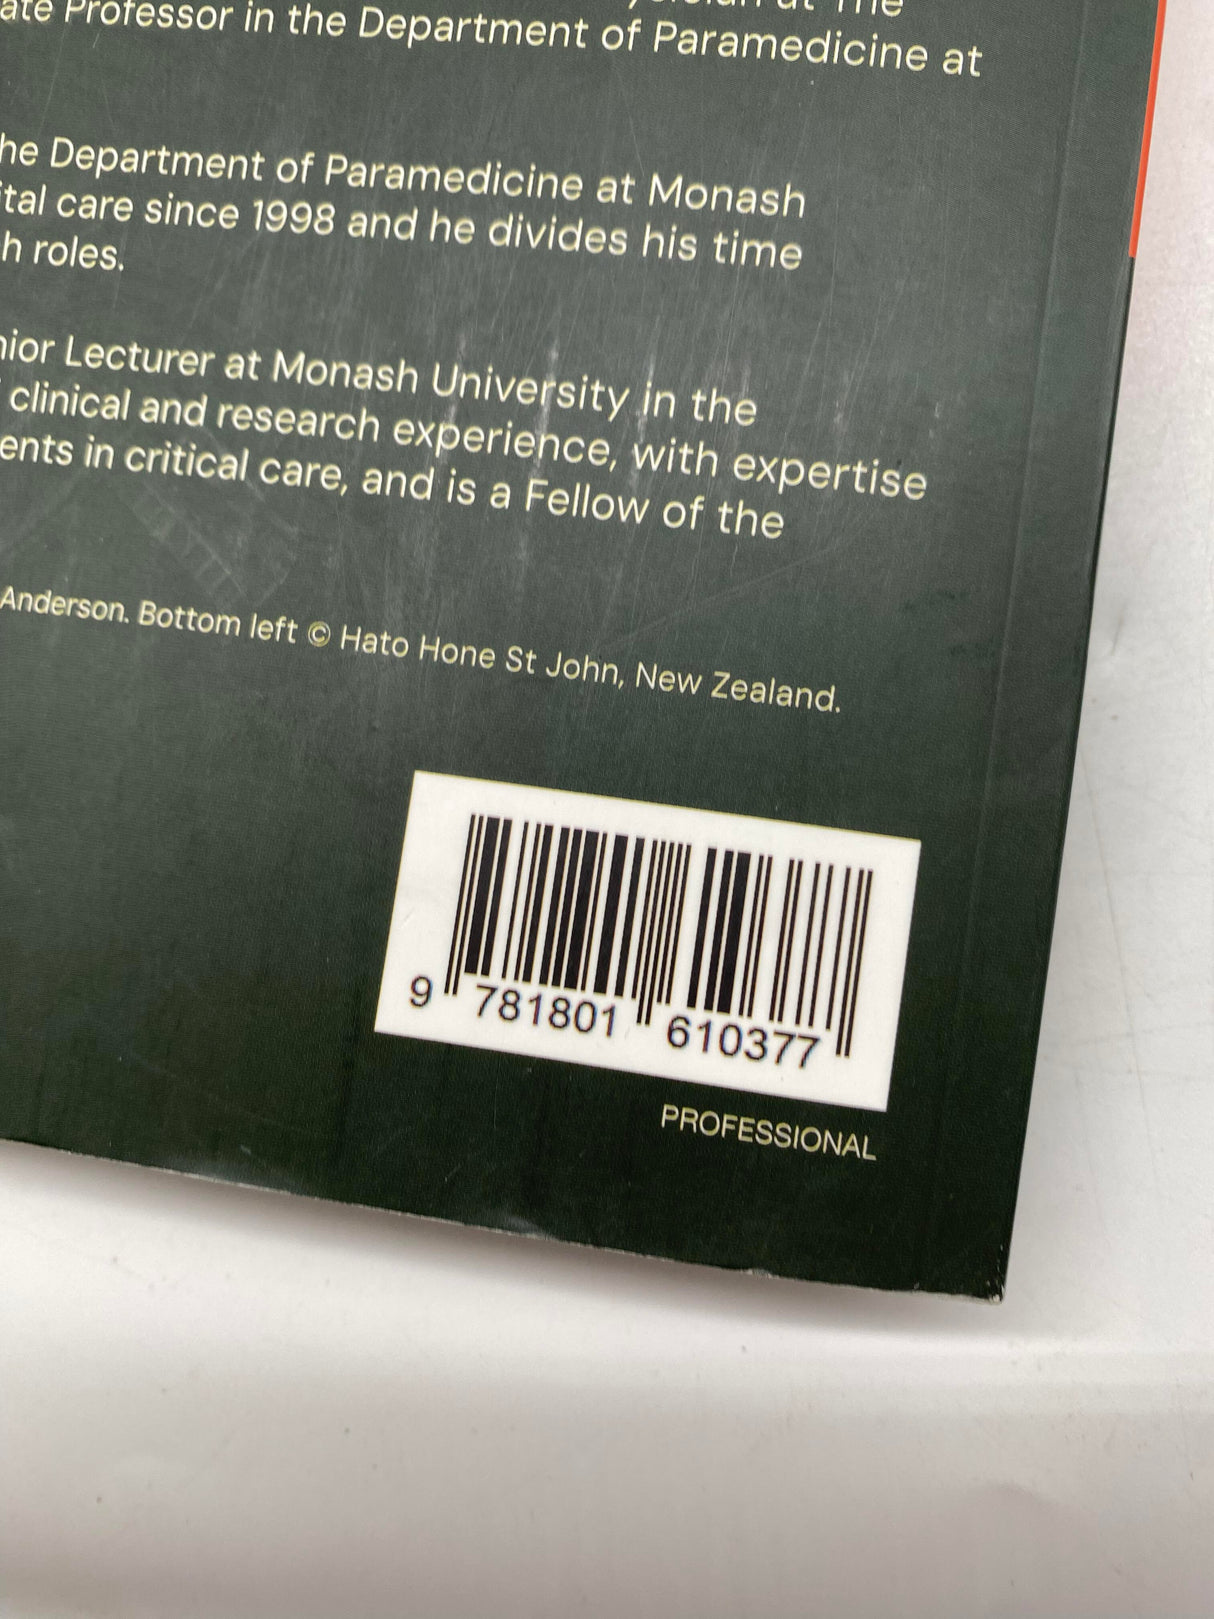 ate Professor in the Department of Paramedicine at
he Department of Paramedicine at Monash
ital care since 1998 and he divides his time
h roles.
nior Lecturer at Monash University in the
clinical and research experience, with expertise
ents in critical care, and is a Fellow of the
Anderson. Bottom left © Hato Hone St John, New Zealand.
9 781801 610377
PROFESSIONAL